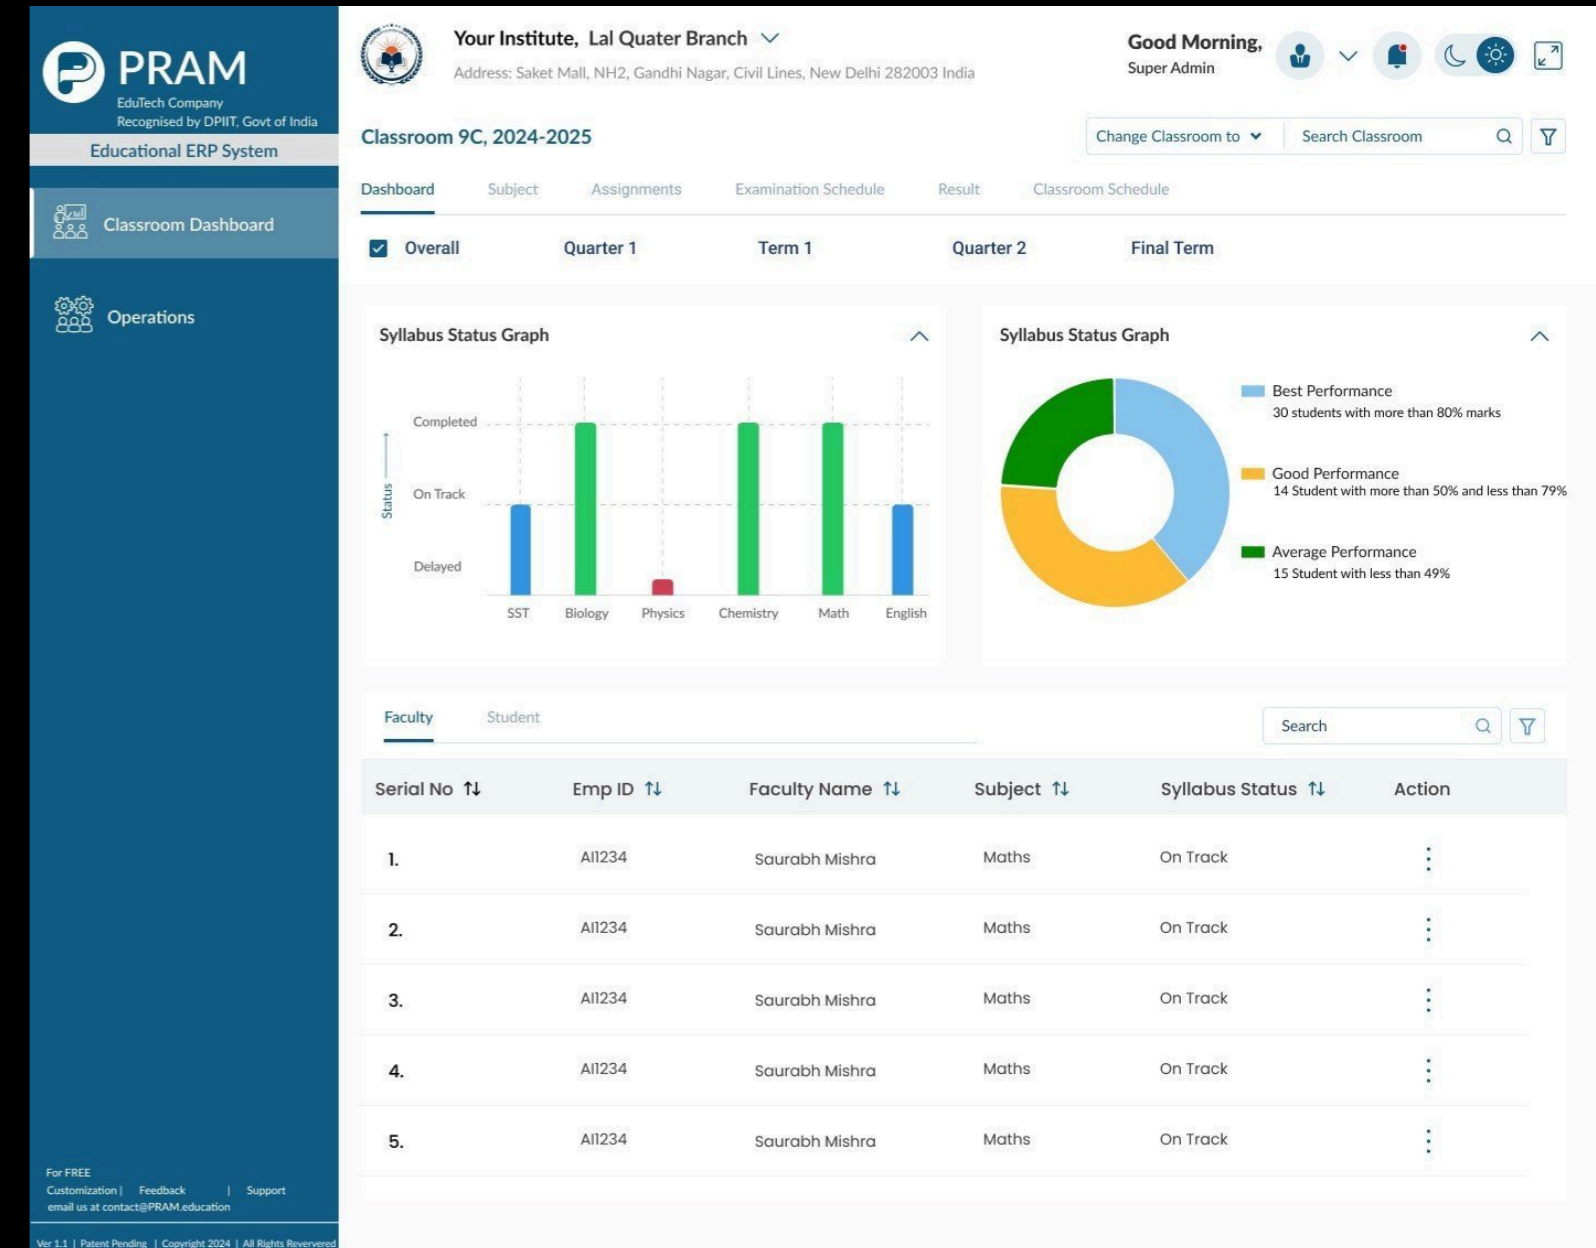 PRAM
EduTech Company
Recognised by DPIIT, Govt of India
Educational ERP System
Classroom Dashboard
Operations
For FREE
Customization | Feedback | Support
email us at contact@PRAM.education
Ver 1.1 | Patent Pending | Copyright 2024 | All Rights Reververed
Your Institute, Lal Quater Branch
Address: Saket Mall, NH2, Gandhi Nagar, Civil Lines, New Delhi 282003 India
Good Morning,
Super Admin
Classroom 9C, 2024-2025
Change Classroom to Search Classroom
Dashboard Subject Assignments Examination Schedule Result Classroom Schedule
Overall Quarter 1 Term 1 Quarter 2 Final Term
Syllabus Status Graph
Status
Completed
On Track
Delayed
SST Biology Physics Chemistry Math English
Syllabus Status Graph
Best Performance
30 students with more than 80% marks
Good Performance
14 Student with more than 50% and less than 79%
Average Performance
15 Student with less than 49%
Faculty Student Search
Serial No Emp ID Faculty Name Subject Syllabus Status Action
1. AI1234 Saurabh Mishra Maths On Track
2. AI1234 Saurabh Mishra Maths On Track
3. AI1234 Saurabh Mishra Maths On Track
4. AI1234 Saurabh Mishra Maths On Track
5. AI1234 Saurabh Mishra Maths On Track